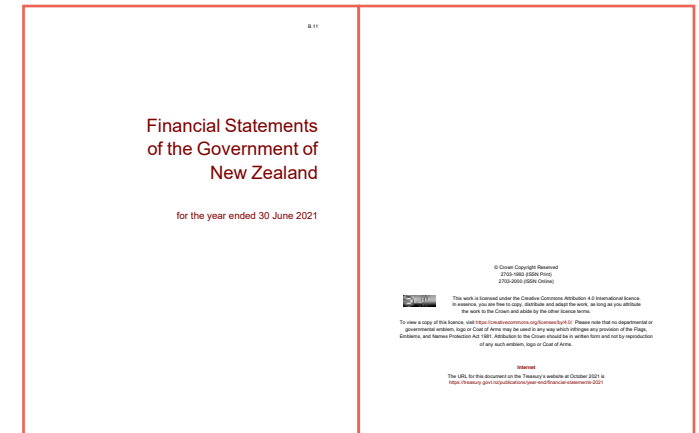 B.11
Financial Statements
of the Government of
New Zealand
for the year ended 30 June 2021
© Crown Copyright Reserved
2703-1992 (ISSN Print)
2703-2000 (ISSN Online)
This work is licensed under the Creative Commons Attribution 4.0 International licence.
In essence, you are free to copy, distribute and adapt the work, as long as you attribute
the work to the Crown and abide by the other licence terms.
To view a copy of this licence, visit https://creativecommons.org/licenses/by/4.0/ Please note that no departmental or
governmental emblem, logo or Coat of Arms may be used in any way which infringes any provision of the Flags,
Emblems, and Names Protection Act 1981. Attribution to the Crown should be in written form and not by reproduction
of any such emblem, logo or Coat of Arms.
Internet
The URL for this document on the Treasury's website at October 2021 is
https://treasury.govt.nz/publications/year-end/financial-statements-2021